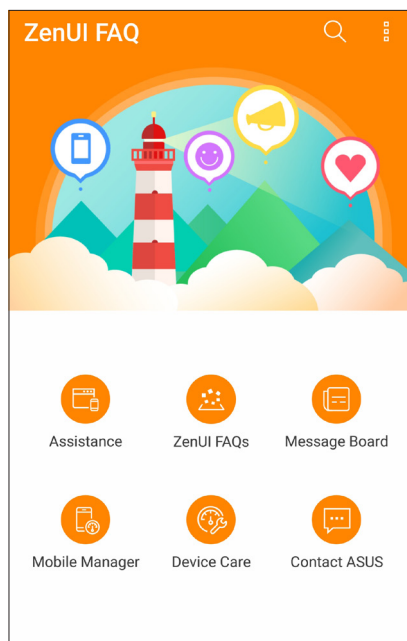 ZenUI FAQ
Assistance
ZenUI FAQs
Message Board
Mobile Manager
Device Care
Contact ASUS